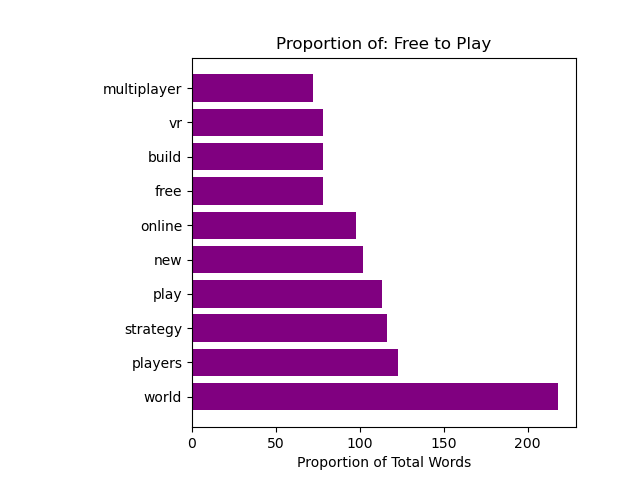 Proportion of: Free to Play
multiplayer
vr
build
free
online
new
play
strategy
players
world
0 50 100 150 200
Proportion of Total Words